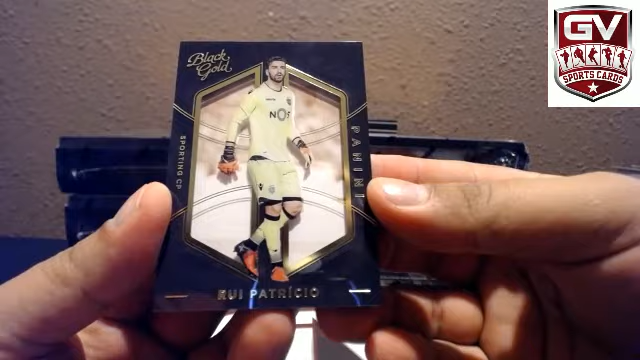 Black
Gold
NOS
SPORTING CP
PANINI
RUI PATRÍCIO
GV
SPORTS CARDS